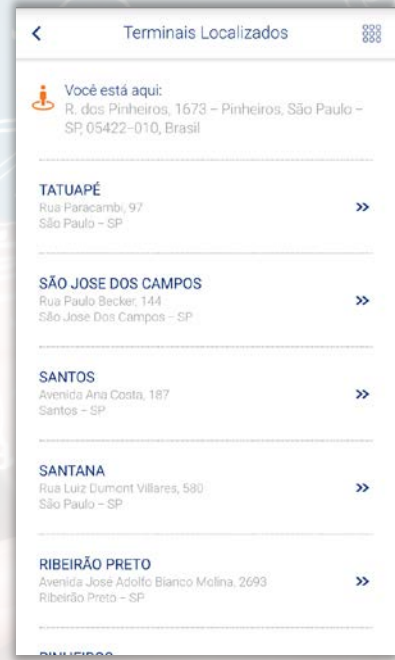 Terminais Localizados
Você está aqui:
R. dos Pinheiros, 1673 – Pinheiros, São Paulo –
SP, 05422-010, Brasil
TATUAPÉ
Rua Paracambi, 97
São Paulo – SP
SÃO JOSE DOS CAMPOS
Rua Paulo Becker, 144
São Jose Dos Campos – SP
SANTOS
Avenida Ana Costa, 187
Santos – SP
SANTANA
Rua Luiz Dumont Villares, 580
São Paulo – SP
RIBEIRÃO PRETO
Avenida José Adolfo Bianco Molina, 2693
Ribeirão Preto – SP
PINHEIROS